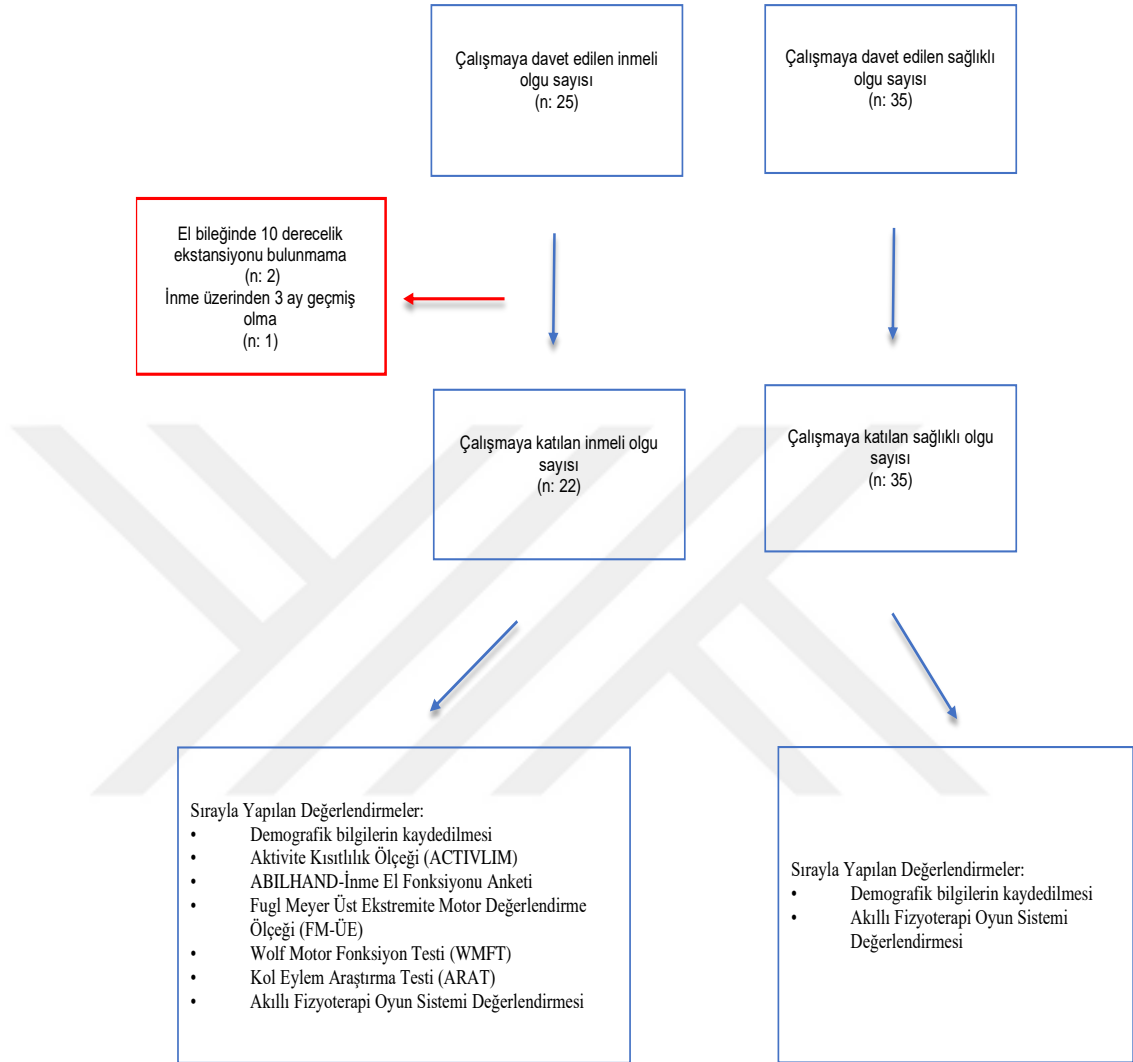 Çalışmaya davet edilen inmeli
olgu sayısı
(n: 25)
Çalışmaya davet edilen sağlıklı
olgu sayısı
(n: 35)
El bileğinde 10 derecelik
ekstansiyonu bulunmama
(n: 2)
İnme üzerinden 3 ay geçmiş
olma
(n: 1)
Çalışmaya katılan inmeli olgu
sayısı
(n: 22)
Çalışmaya katılan sağlıklı olgu
sayısı
(n: 35)
Sırayla Yapılan Değerlendirmeler:
• Demografik bilgilerin kaydedilmesi
• Aktivite Kısıtlılık Ölçeği (ACTIVLIM)
• ABILHAND-İnme El Fonksiyonu Anketi
• Fugl Meyer Üst Ekstremite Motor Değerlendirme
Ölçeği (FM-ÜE)
• Wolf Motor Fonksiyon Testi (WMFT)
• Kol Eylem Araştırma Testi (ARAT)
• Akıllı Fizyoterapi Oyun Sistemi Değerlendirmesi
Sırayla Yapılan Değerlendirmeler:
• Demografik bilgilerin kaydedilmesi
• Akıllı Fizyoterapi Oyun Sistemi
Değerlendirmesi